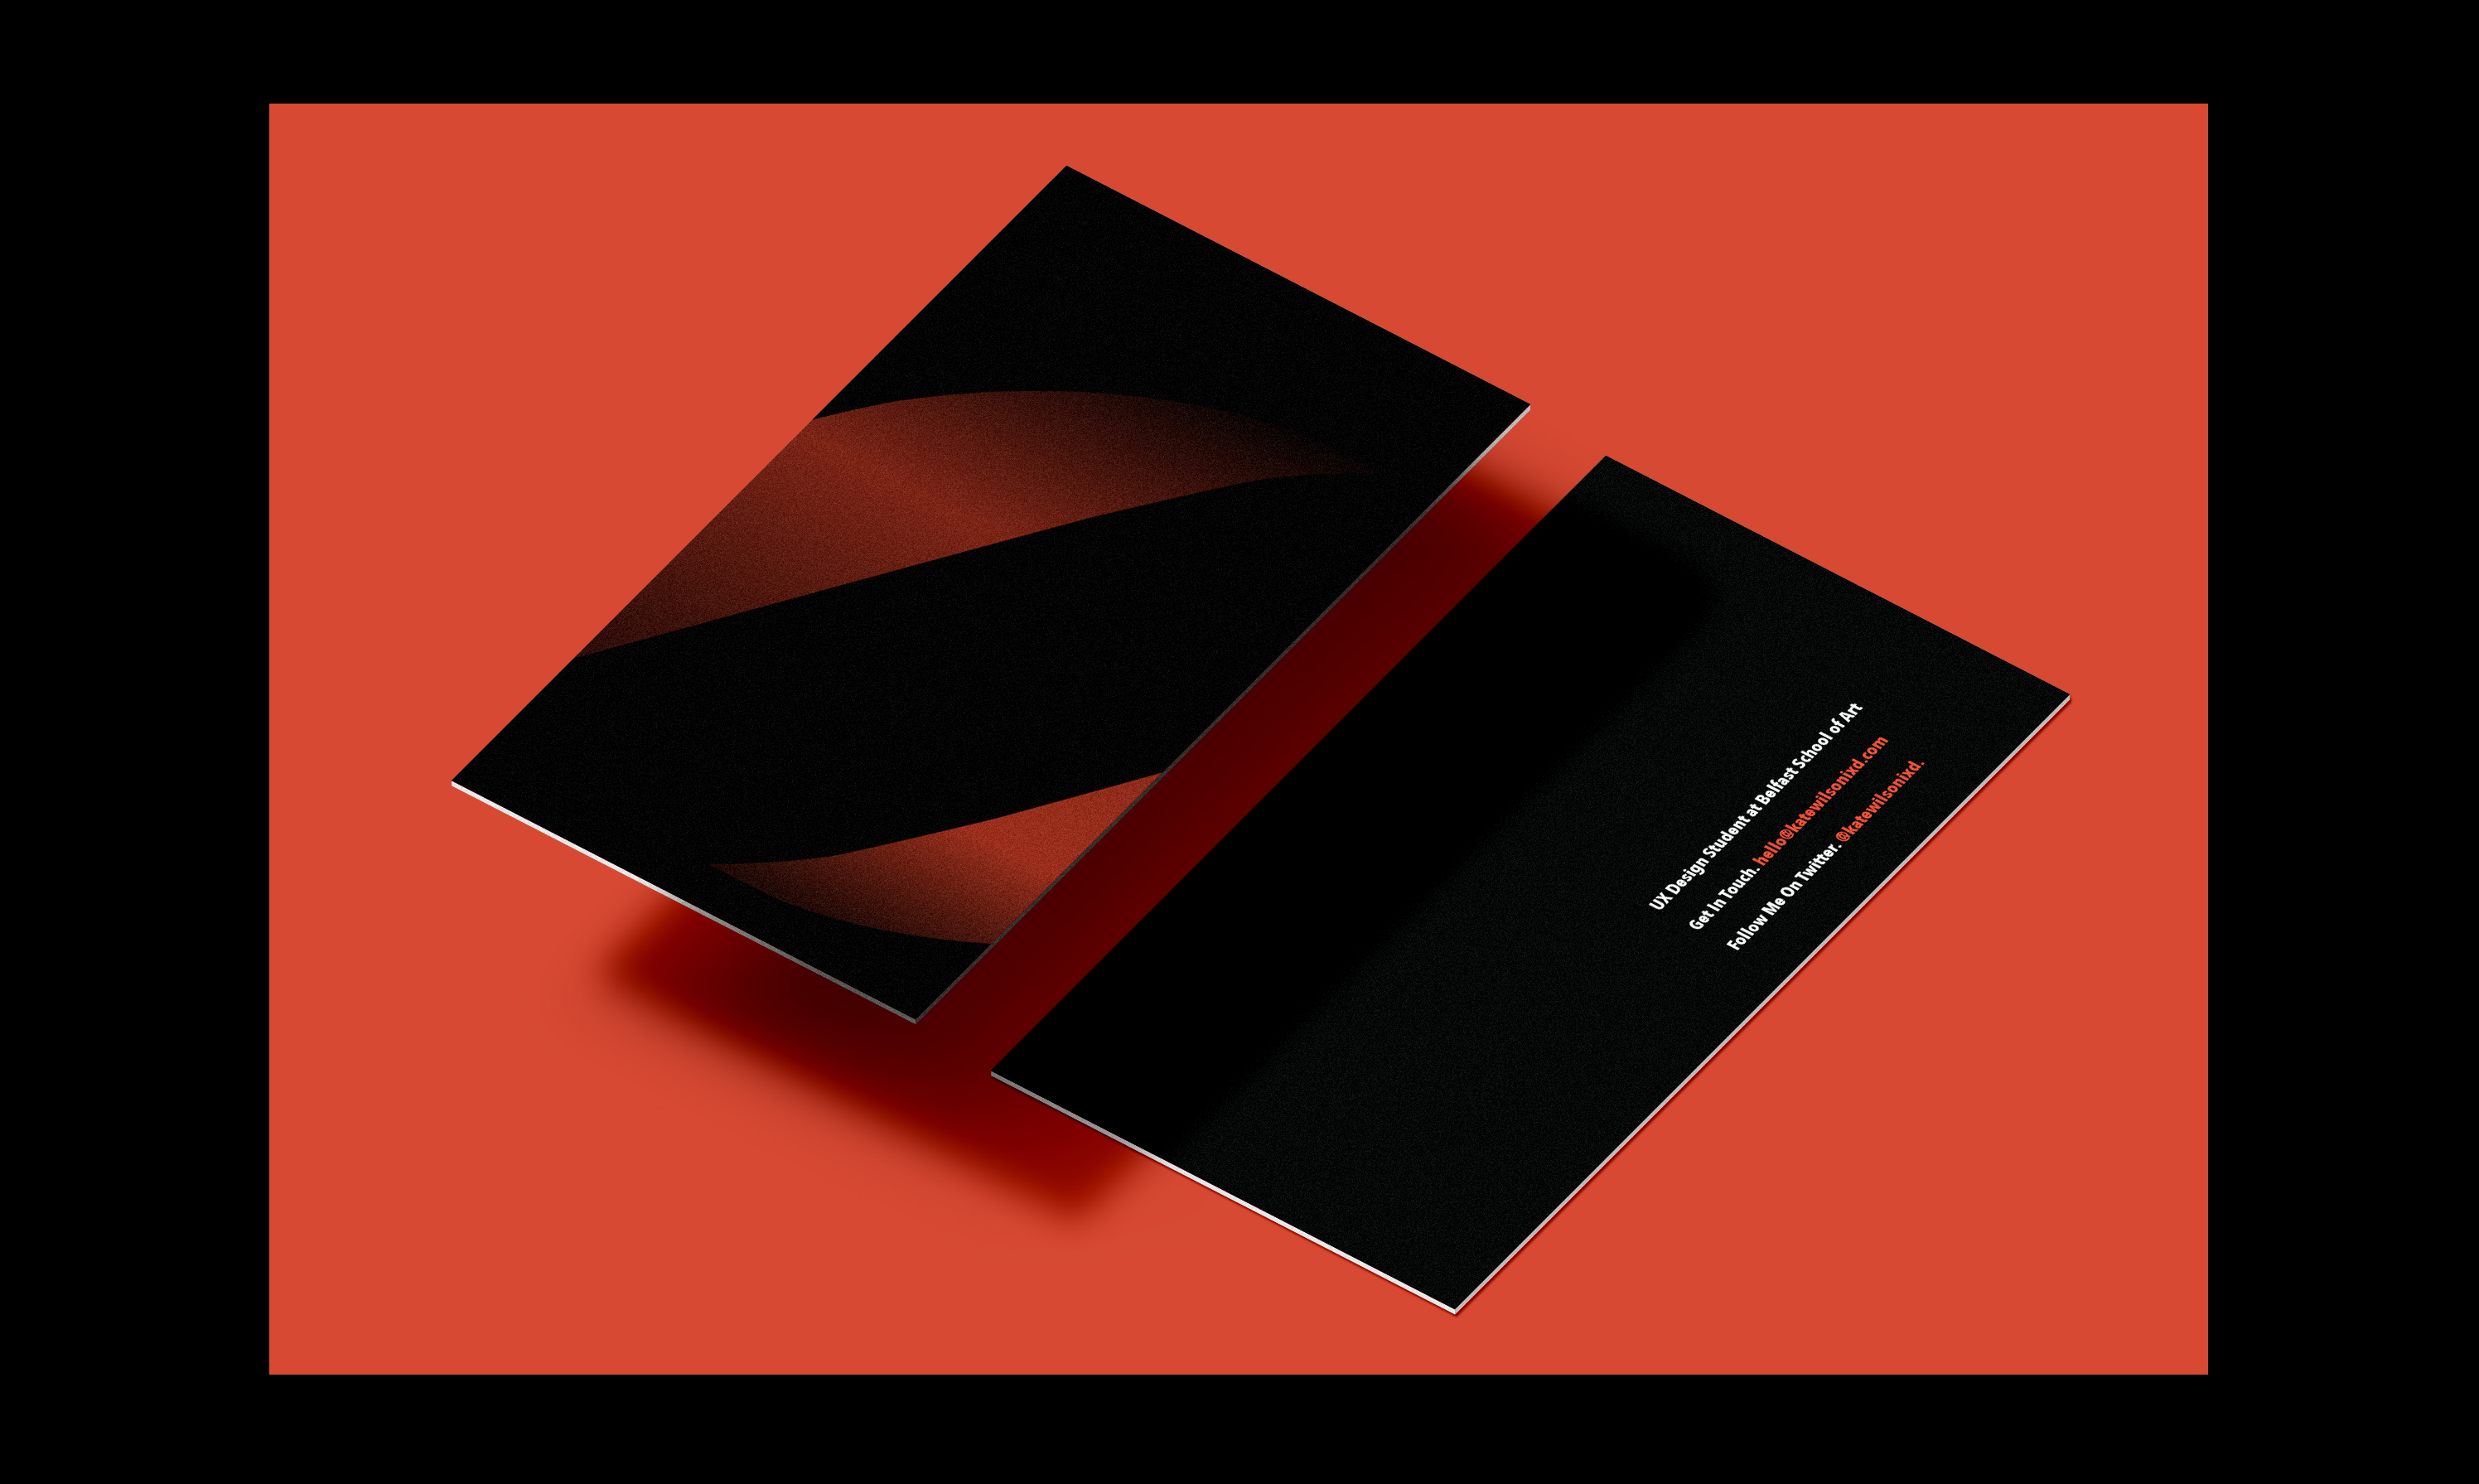 UX Design Student at Belfast School of Art
Get In Touch. hello@katewilsonixd.com
Follow Me On Twitter. @katewilsonixd.